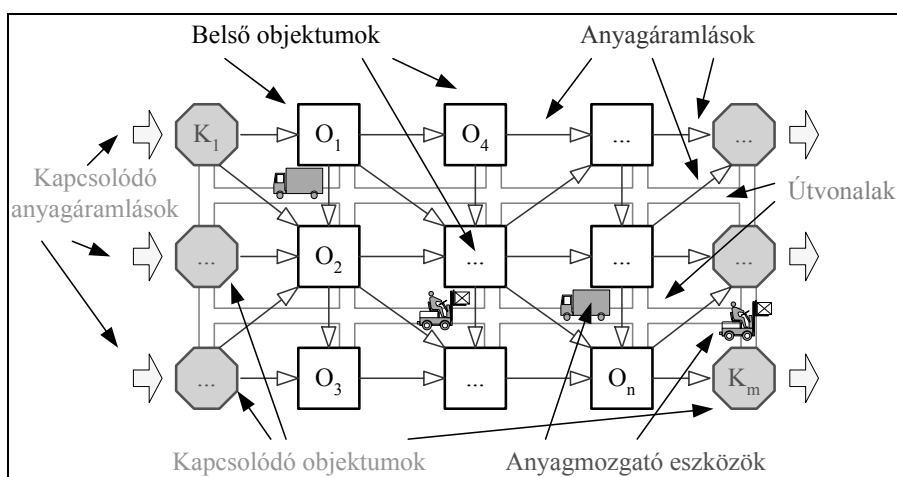 Belső objektumok
Anyagáramlások
K1
O1
O4
...
...
Kapcsolódó
anyagáramlások
Útvonalak
...
O2
...
...
...
...
O3
...
On
Km
Kapcsolódó objektumok
Anyagmozgató eszközök